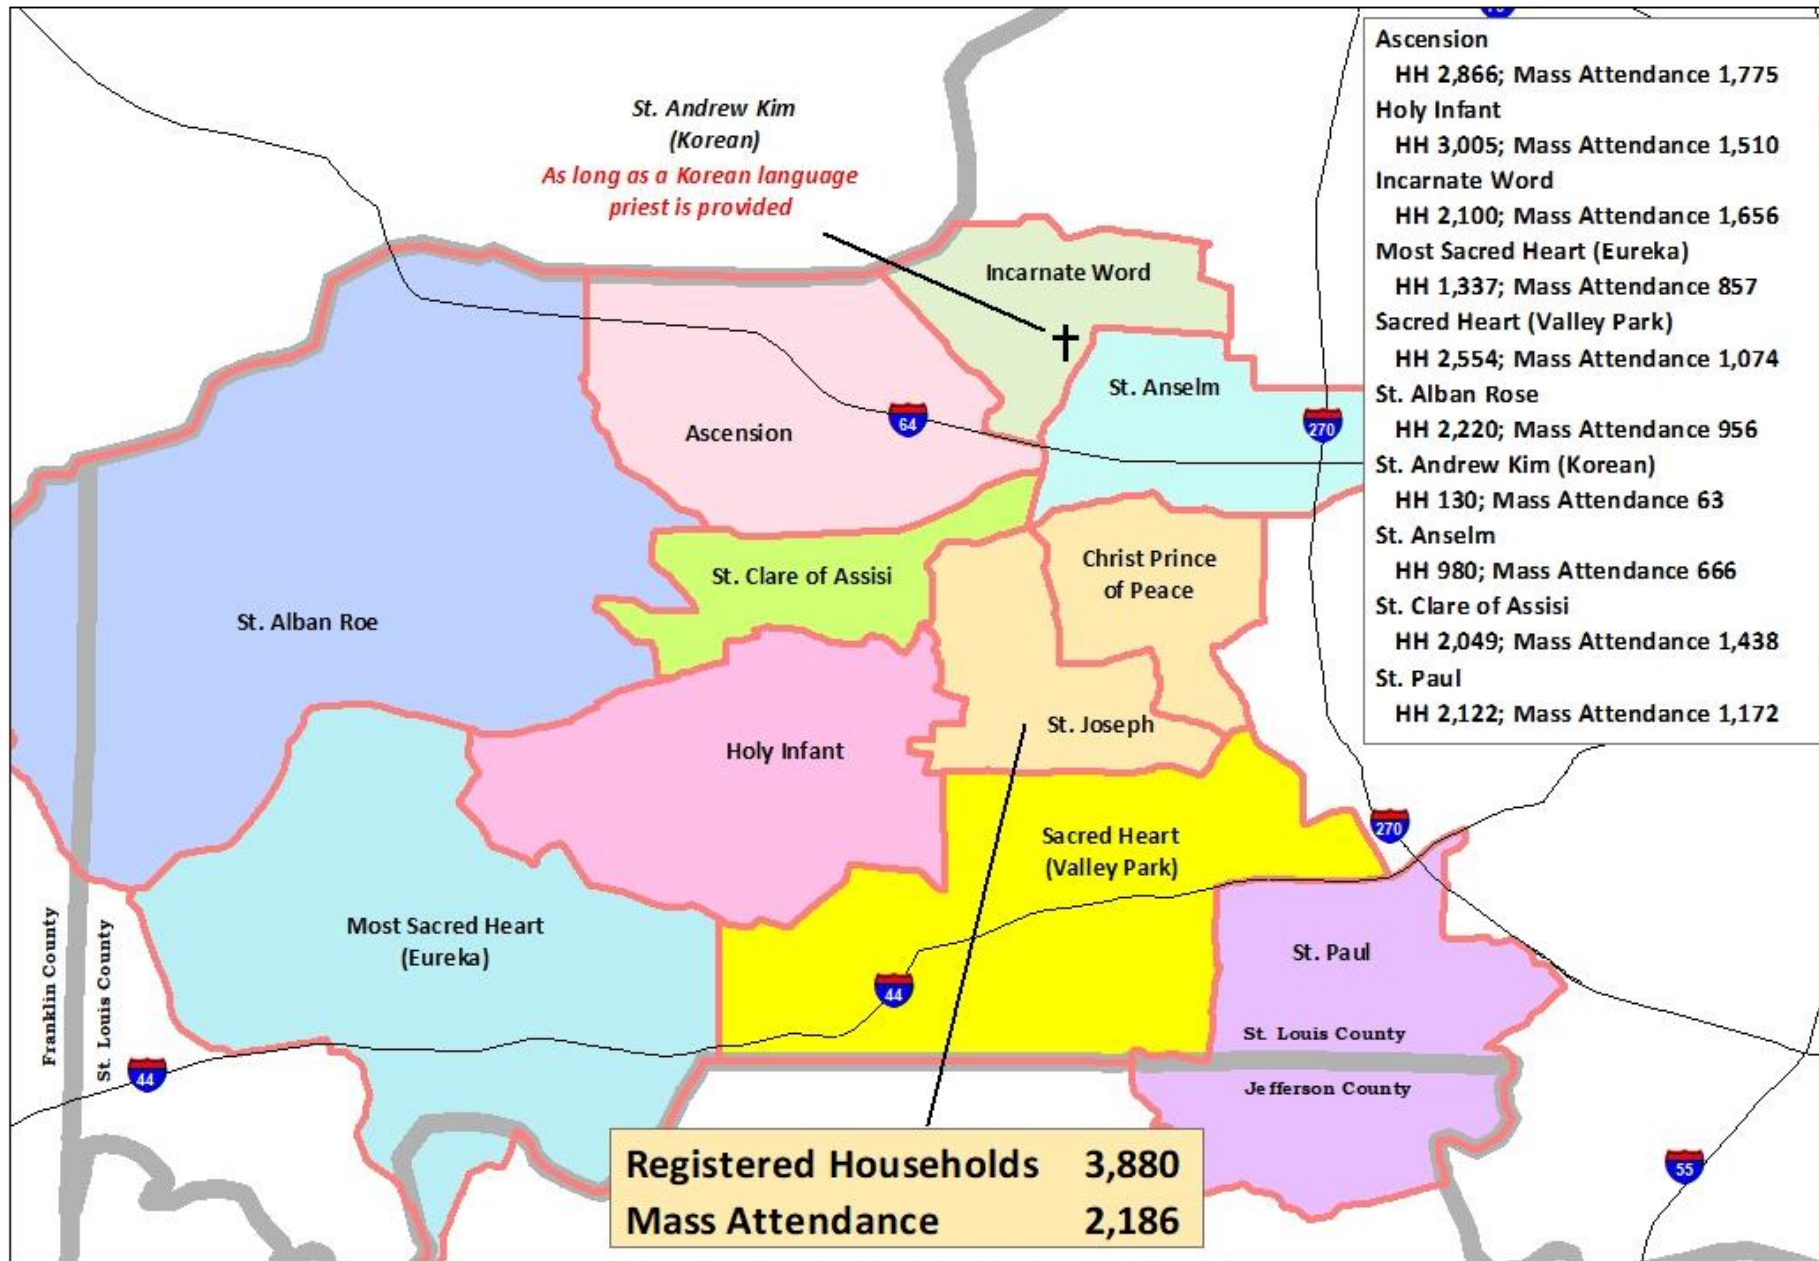 St. Andrew Kim
(Korean)
As long as a Korean language
priest is provided
Incarnate Word
St. Anselm
Ascension
64
270
St. Clare of Assisi
Christ Prince
of Peace
St. Alban Roe
St. Joseph
Holy Infant
Sacred Heart
(Valley Park)
270
Most Sacred Heart
(Eureka)
St. Paul
44
Franklin County
St. Louis County
44
St. Louis County
Jefferson County
55
Registered Households 3,880
Mass Attendance 2,186
Ascension
HH 2,866; Mass Attendance 1,775
Holy Infant
HH 3,005; Mass Attendance 1,510
Incarnate Word
HH 2,100; Mass Attendance 1,656
Most Sacred Heart (Eureka)
HH 1,337; Mass Attendance 857
Sacred Heart (Valley Park)
HH 2,554; Mass Attendance 1,074
St. Alban Rose
HH 2,220; Mass Attendance 956
St. Andrew Kim (Korean)
HH 130; Mass Attendance 63
St. Anselm
HH 980; Mass Attendance 666
St. Clare of Assisi
HH 2,049; Mass Attendance 1,438
St. Paul
HH 2,122; Mass Attendance 1,172